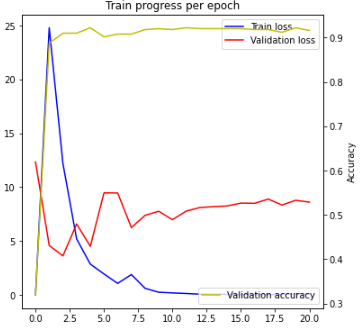 Train progress per epoch
25
20
15
10
5
0
Train loss
Validation loss
0.9
0.8
0.7
0.6
0.5
0.4
0.3
Accuracy
Validation accuracy
0.0 2.5 5.0 7.5 10.0 12.5 15.0 17.5 20.0